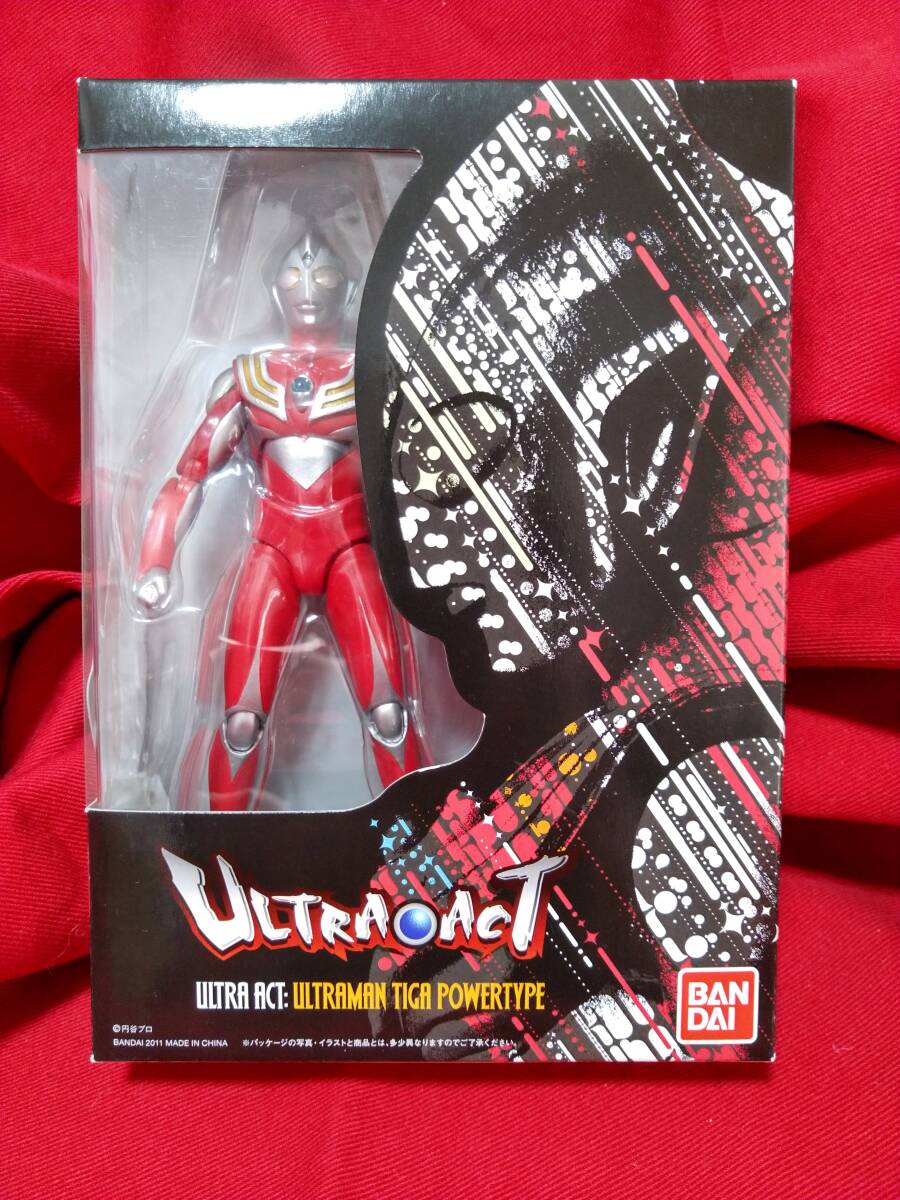 ULTRA ACT
ULTRA ACT: ULTRAMAN TIGA POWERTYPE
BAN
DAI
©円谷プロ
BANDAI 2011 MADE IN CHINA ※パッケージの写真・イラストと商品とは、多少異なりますのでご了承ください。